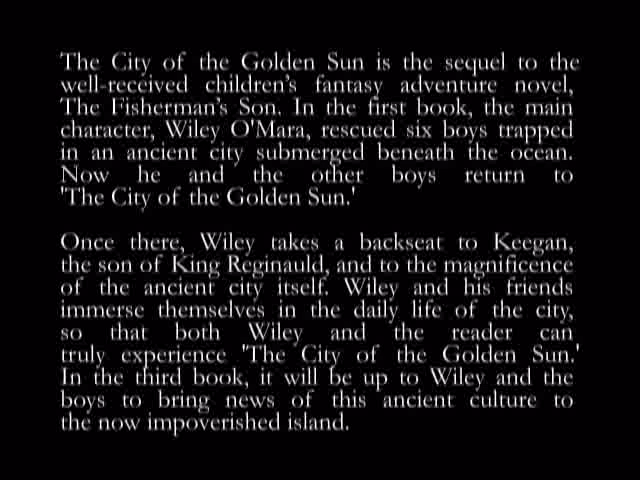 The City of the Golden Sun is the sequel to the
well-received children's fantasy adventure novel,
The Fisherman's Son. In the first book, the main
character, Wiley O'Mara, rescued six boys trapped
in an ancient city submerged beneath the ocean.
Now he and the other boys return to
'The City of the Golden Sun.'
Once there, Wiley takes a backseat to Keegan,
the son of King Reginauld, and to the magnificence
of the ancient city itself. Wiley and his friends
immerse themselves in the daily life of the city,
so that both Wiley and the reader can
truly experience 'The City of the Golden Sun.'
In the third book, it will be up to Wiley and the
boys to bring news of this ancient culture to
the now impoverished island.